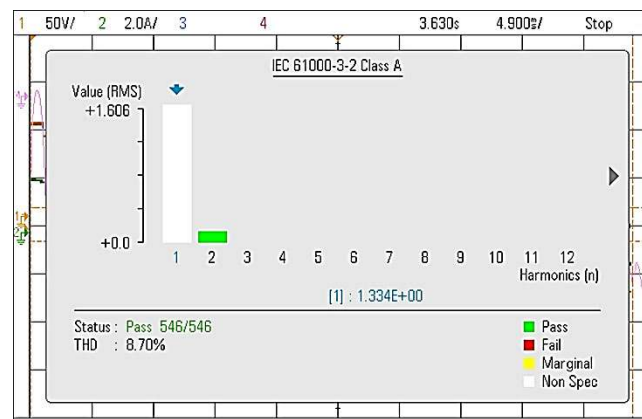 1 50V/ 2 2.0A/ 3 4 3.630s 4.900ms/ Stop
IEC 61000-3-2 Class A
Value (RMS)
+1.606
+0.0
1 2 3 4 5 6 7 8 9 10 11 12
Harmonics (n)
[1] : 1.334E+00
Status : Pass 546/546
THD : 8.70%
Pass
Fail
Marginal
Non Spec